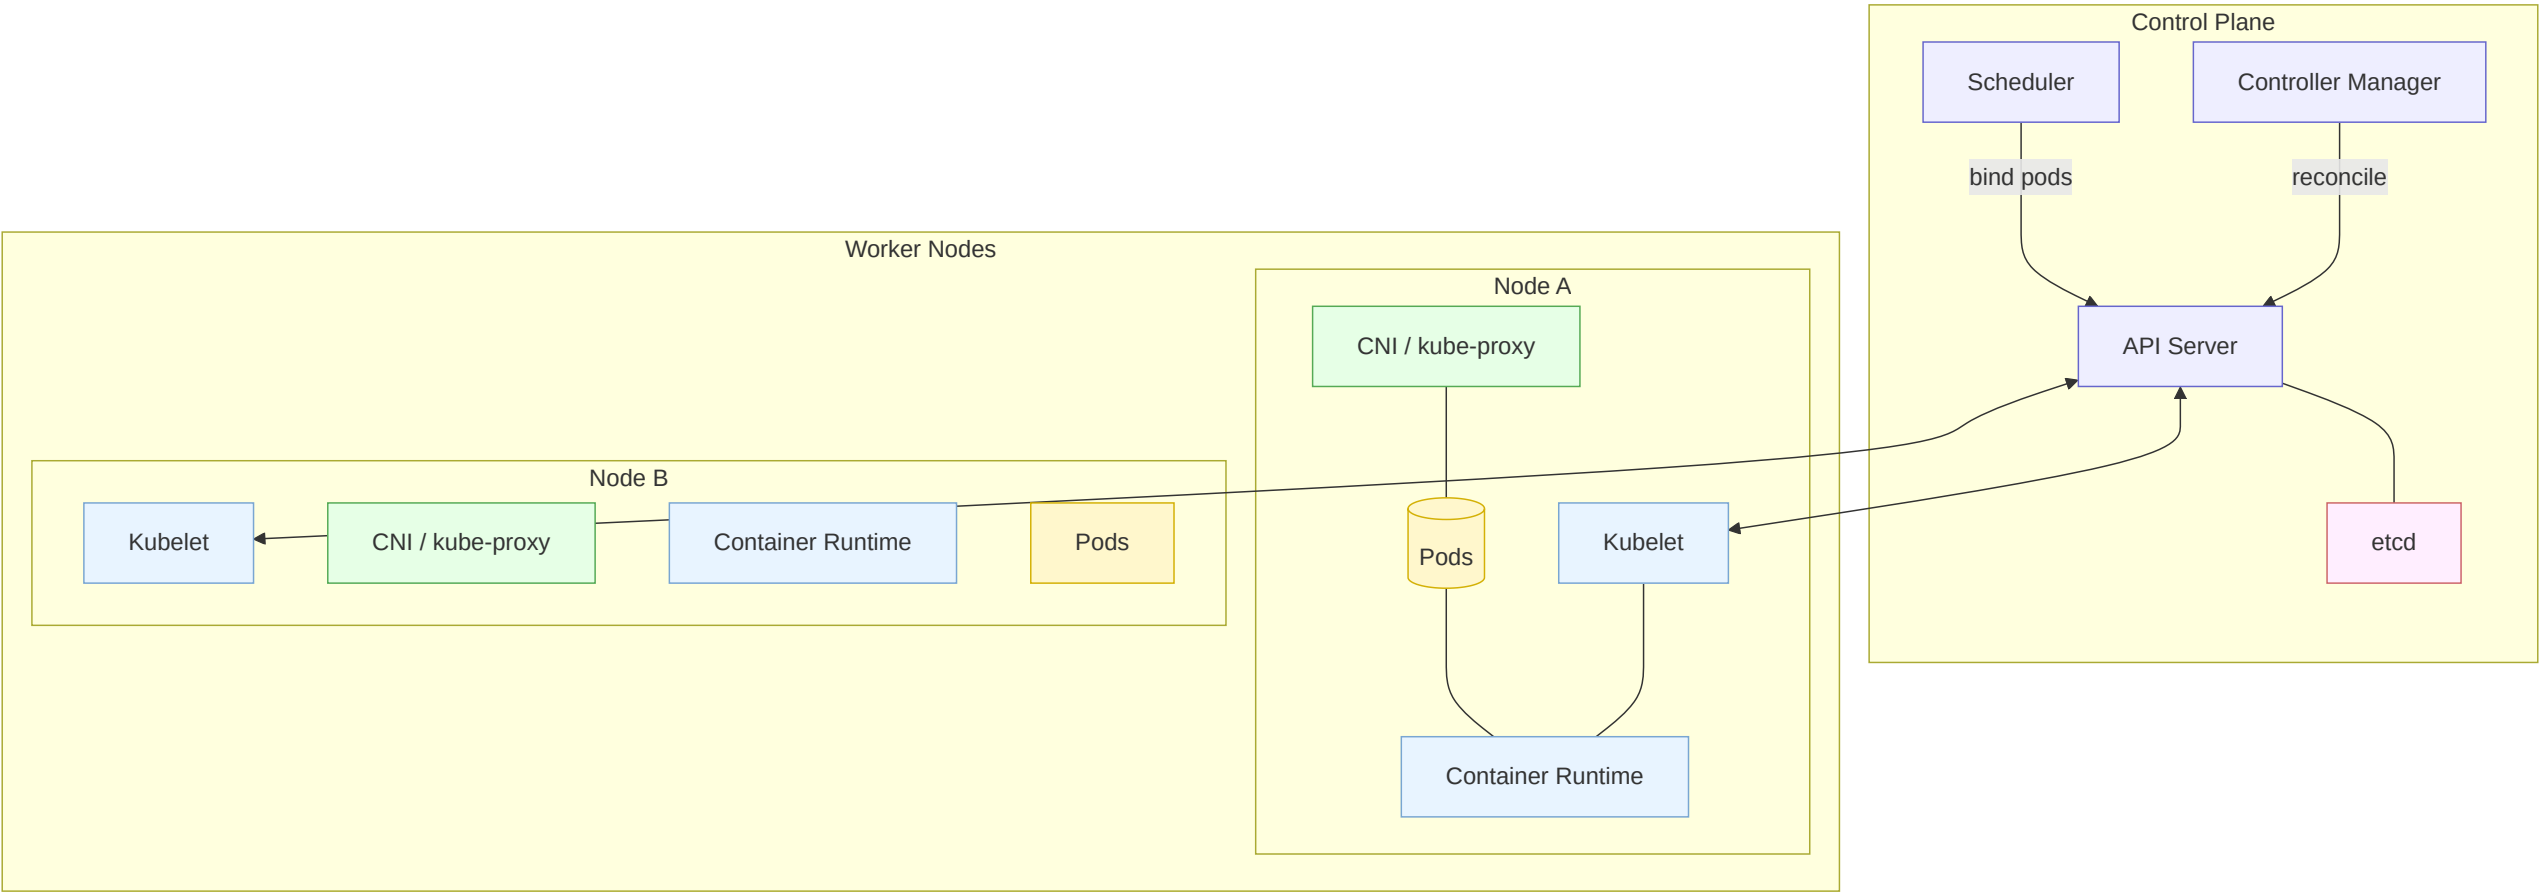 Control Plane
Scheduler
Controller Manager
bind pods
reconcile
API Server
etcd
Worker Nodes
Node A
CNI / kube-proxy
Pods
Kubelet
Container Runtime
Node B
Kubelet
CNI / kube-proxy
Container Runtime
Pods